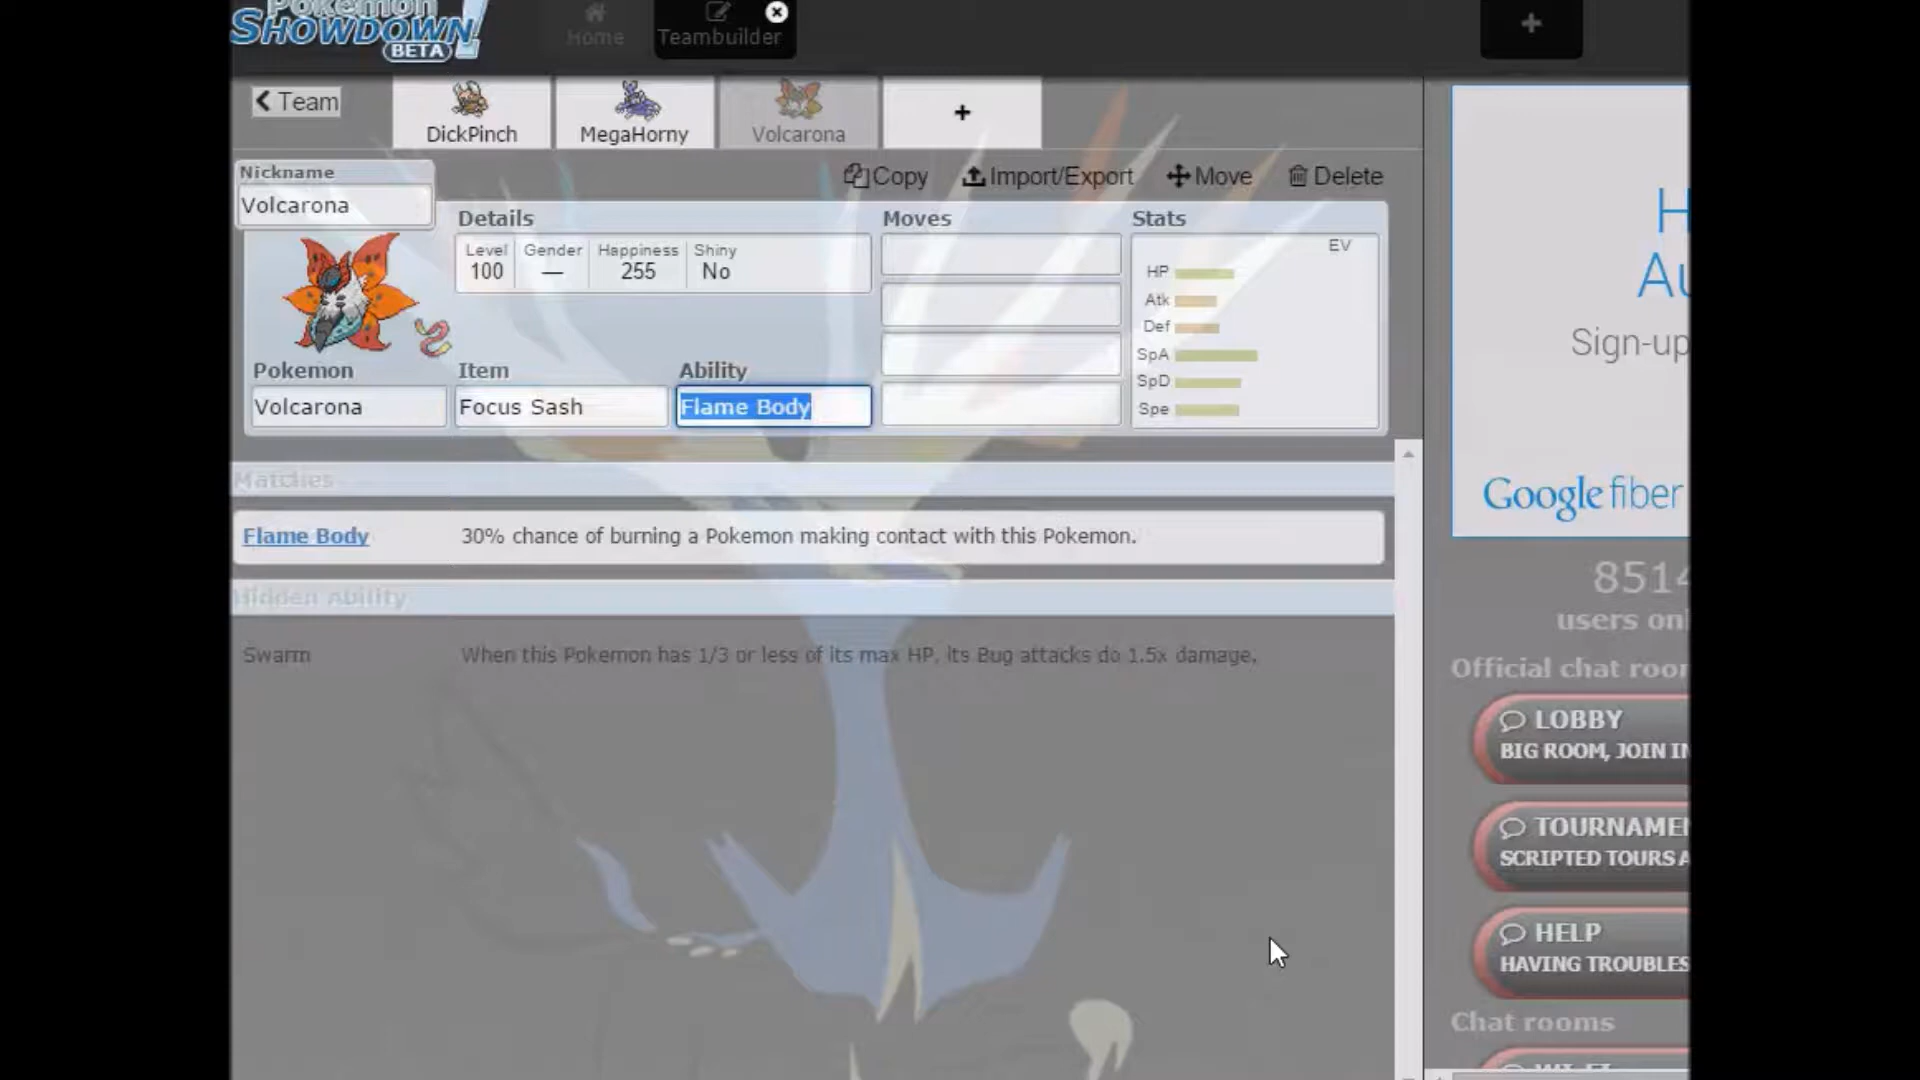 Pokémon
SHOWDOWN!
BETA
Home
Teambuilder
+
Team
DickPinch
MegaHorny
Volcarona
+
Copy
Import/Export
Move
Delete
Nickname
Volcarona
Details
Level
100
Gender
—
Happiness
255
Shiny
No
Moves
Stats
EV
HP
Atk
Def
SpA
SpD
Spe
Pokemon
Volcarona
Item
Focus Sash
Ability
Flame Body
Matches
Flame Body 30% chance of burning a Pokemon making contact with this Pokemon.
Hidden Ability
Swarm When this Pokemon has 1/3 or less of its max HP, its Bug attacks do 1.5x damage.
H
Au
Sign-up
Google fiber
8514
users onl
Official chat roor
LOBBY
BIG ROOM, JOIN IN
TOURNAME
SCRIPTED TOURS A
HELP
HAVING TROUBLES
Chat rooms